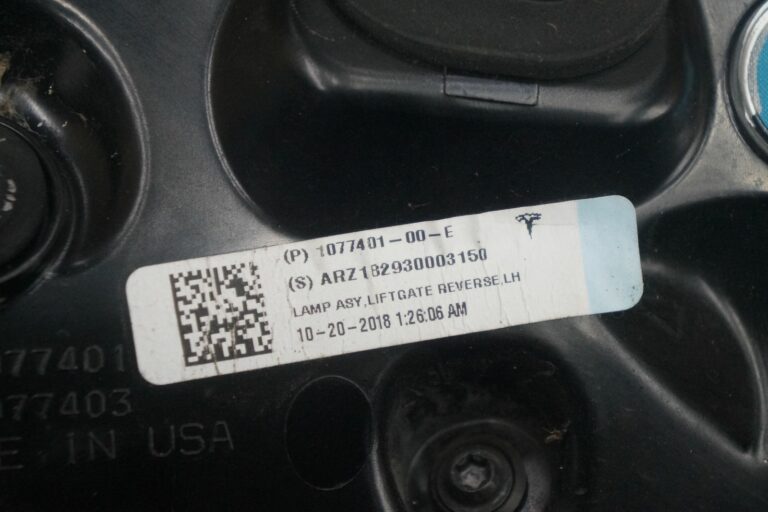 (P) 1077401-00-E
(S) ARZ182930003150
LAMP ASY,LIFTGATE REVERSE,LH
10-20-2018 1:26:06 AM
77401
77403
E IN USA